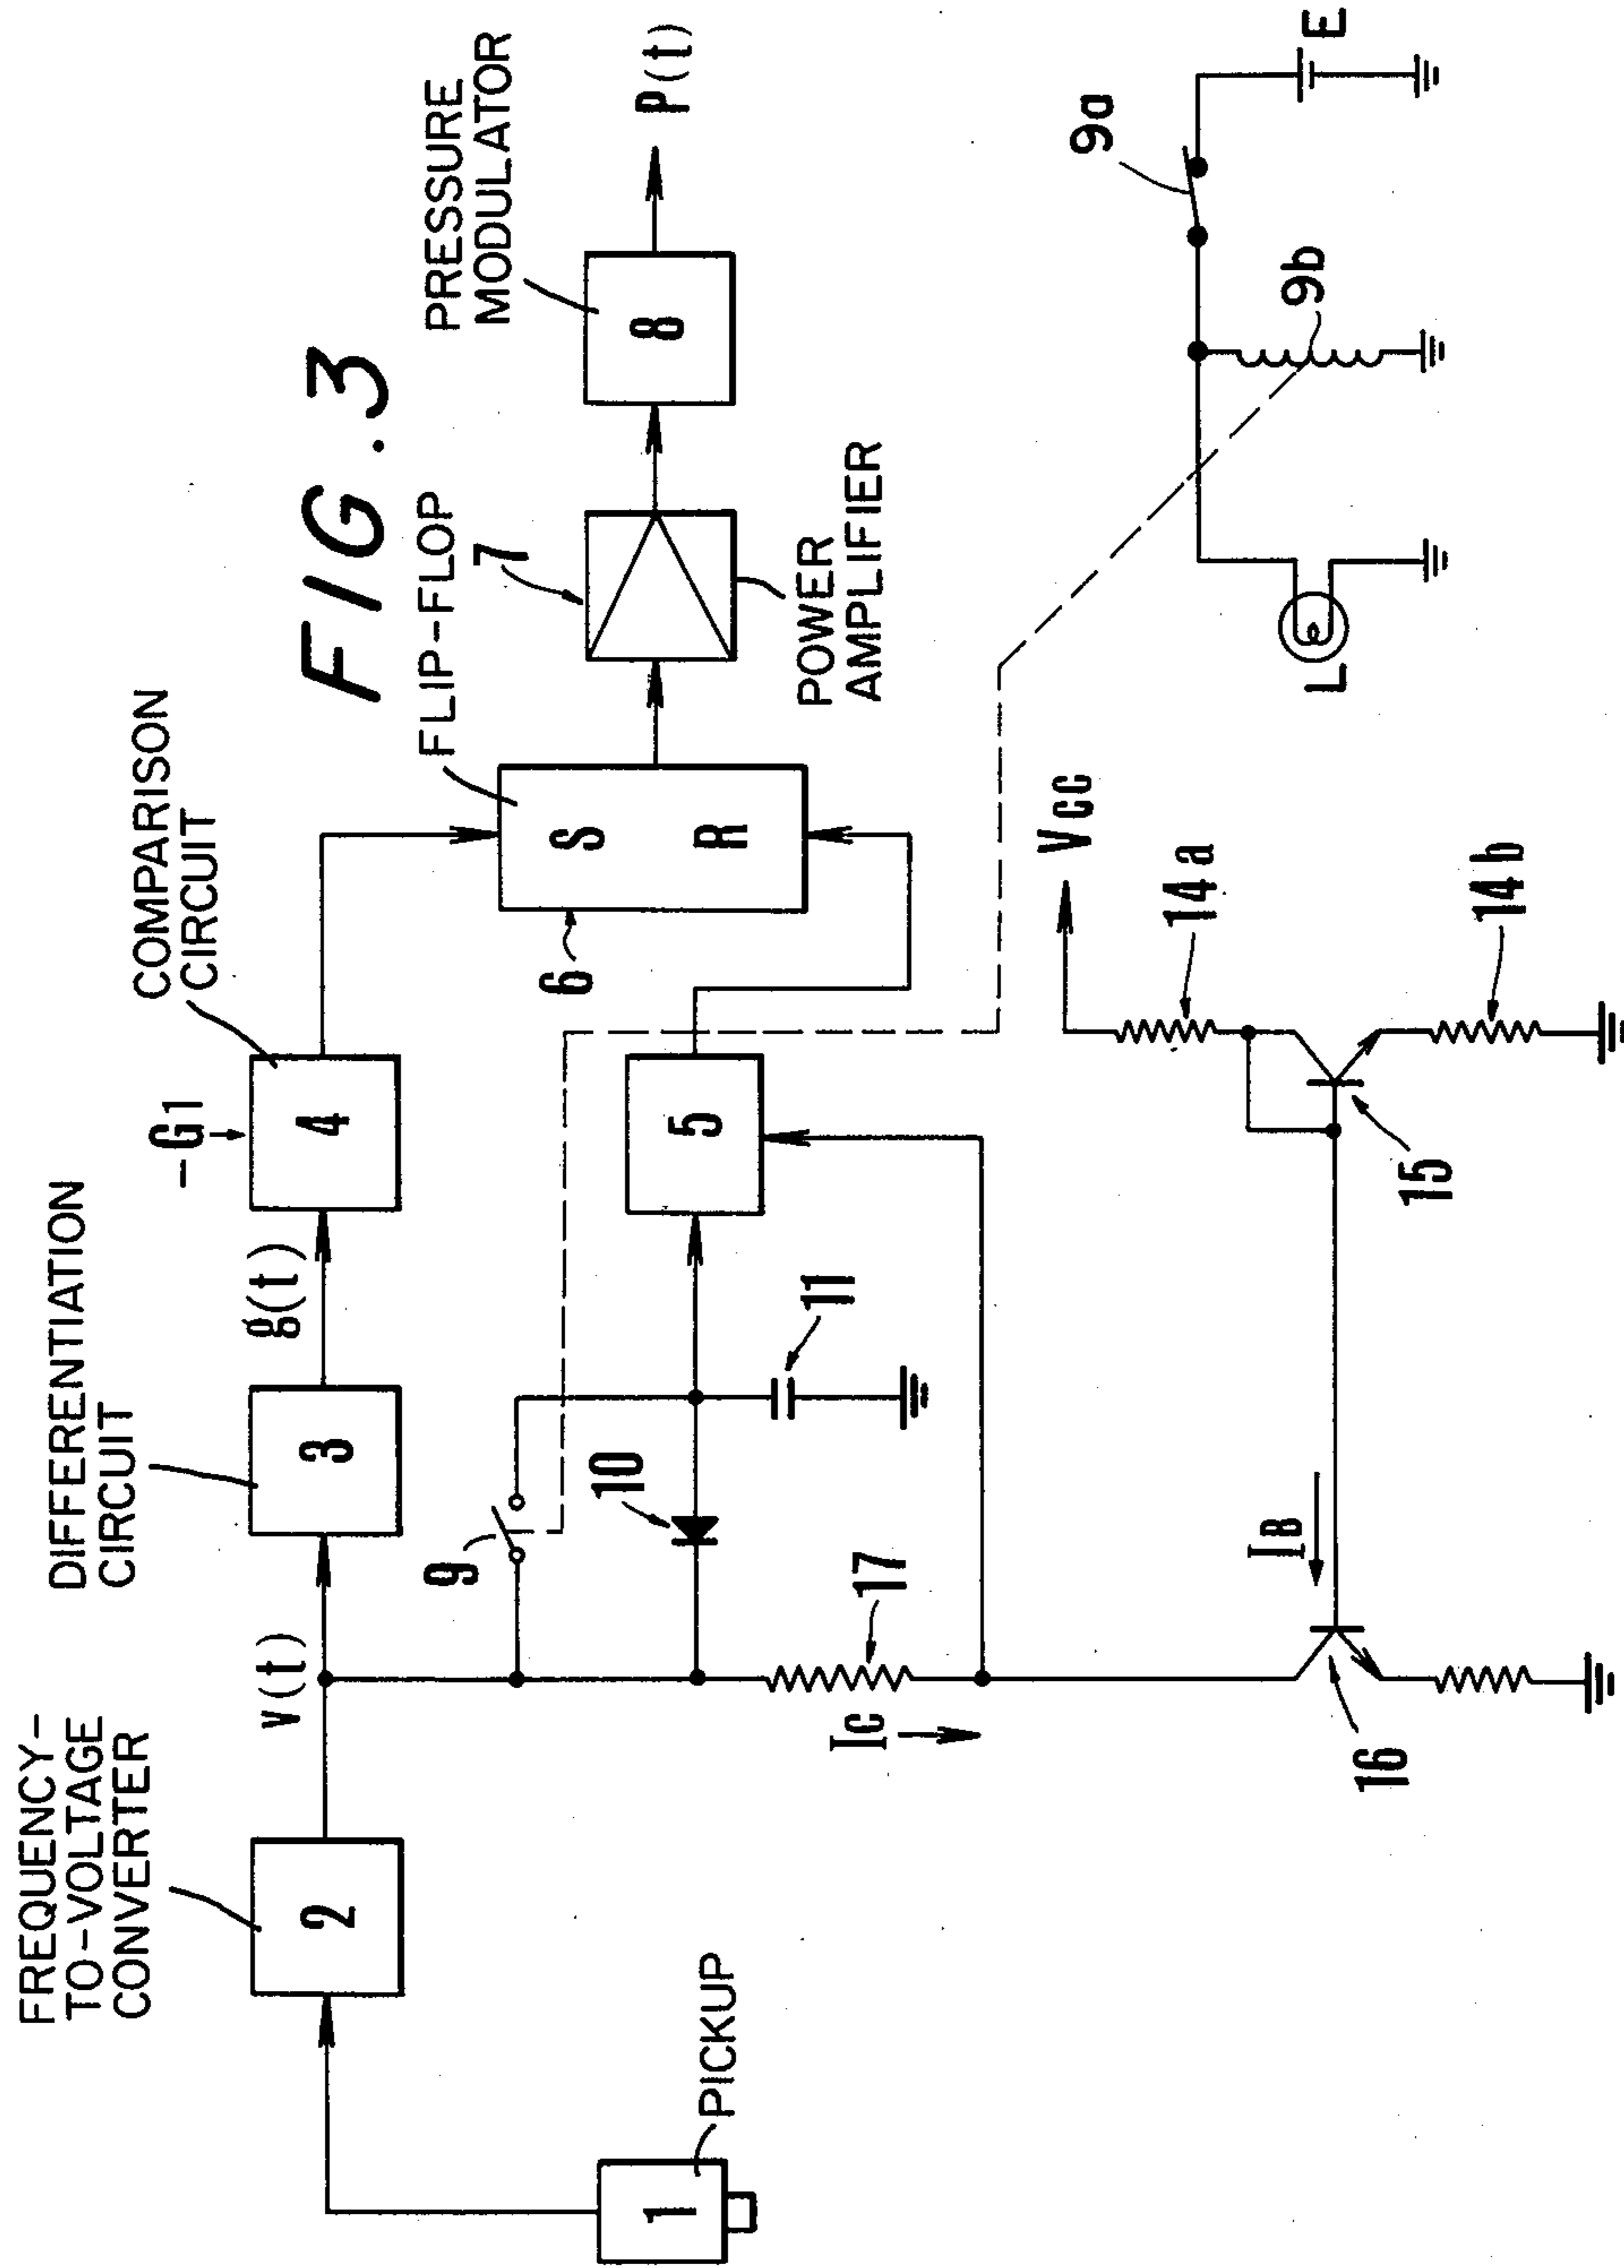 FIG. 3
FREQUENCY-
TO-VOLTAGE
CONVERTER
DIFFERENTIATION
CIRCUIT
COMPARISON
CIRCUIT
-G1
v(t)
g(t)
2
3
4
FLIP-FLOP
PRESSURE
MODULATOR
9
6
S
R
7
8
P(t)
1
PICKUP
10
5
11
POWER
AMPLIFIER
17
IC
VCC
14a
14b
IB
15
16
9a
9b
L
E